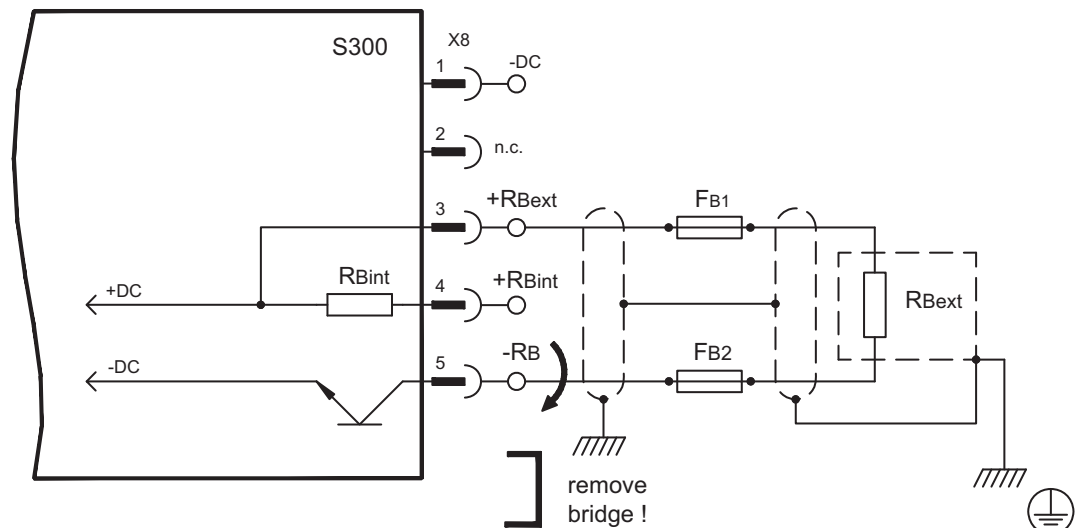 S300
X8
1
-DC
2
n.c.
3
+RBext
FB1
RBint
4
+RBint
+DC
RBext
-DC
5
-RB
FB2
remove
bridge !